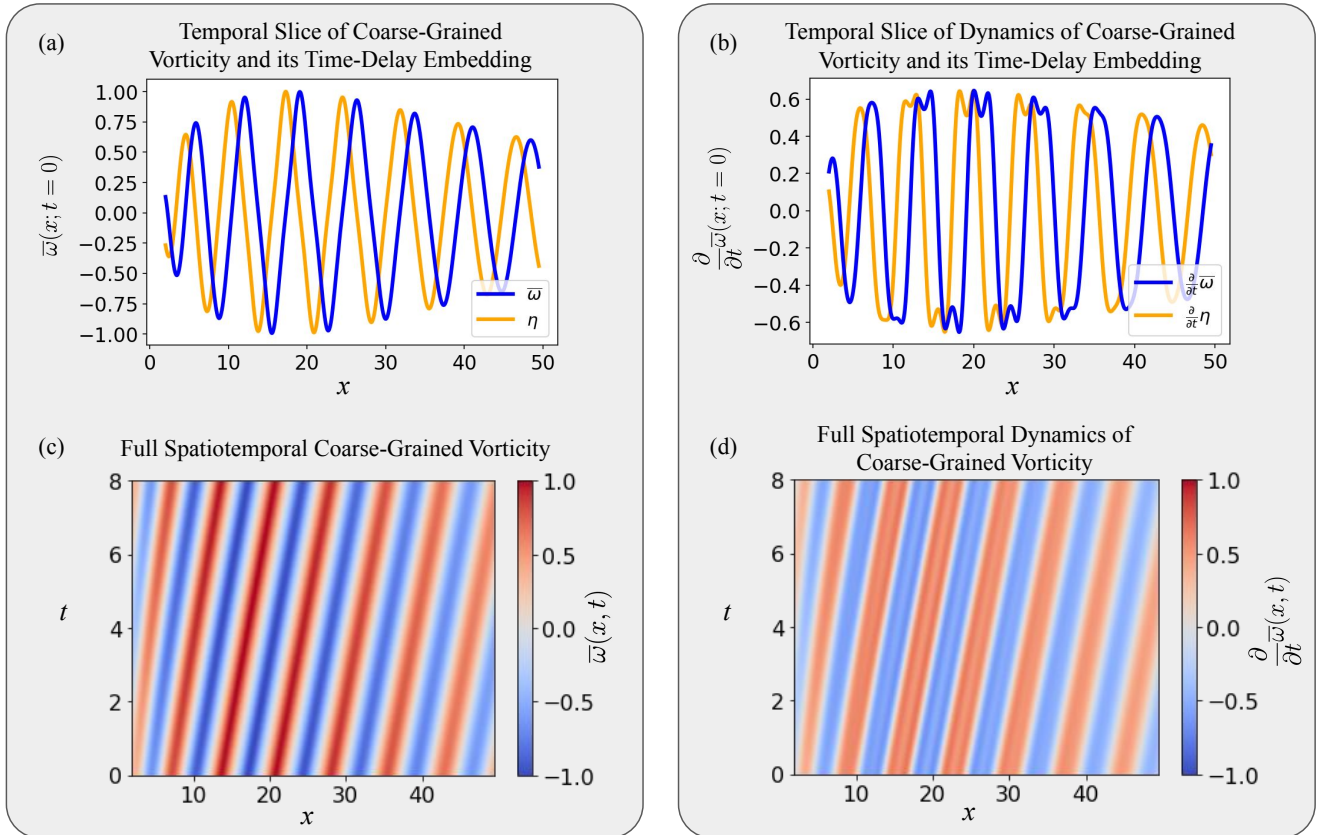 (a)
Temporal Slice of Coarse-Grained
Vorticity and its Time-Delay Embedding
1.00
0.75
0.50
0.25
0.00
−0.25
−0.50
−0.75
−1.00
ω̅(x; t = 0)
ω̅
η
0 10 20 30 40 50
x
(b)
Temporal Slice of Dynamics of Coarse-Grained
Vorticity and its Time-Delay Embedding
0.6
0.4
0.2
0.0
−0.2
−0.4
−0.6
∂/∂t ω̅(x; t = 0)
∂/∂t ω̅
∂/∂t η
0 10 20 30 40 50
x
(c)
Full Spatiotemporal Coarse-Grained Vorticity
8
6
4
2
0
t
10 20 30 40
x
1.0
0.5
0.0
−0.5
−1.0
ω̅(x, t)
(d)
Full Spatiotemporal Dynamics of
Coarse-Grained Vorticity
8
6
4
2
0
t
10 20 30 40
x
1.0
0.5
0.0
−0.5
−1.0
∂/∂t ω̅(x, t)